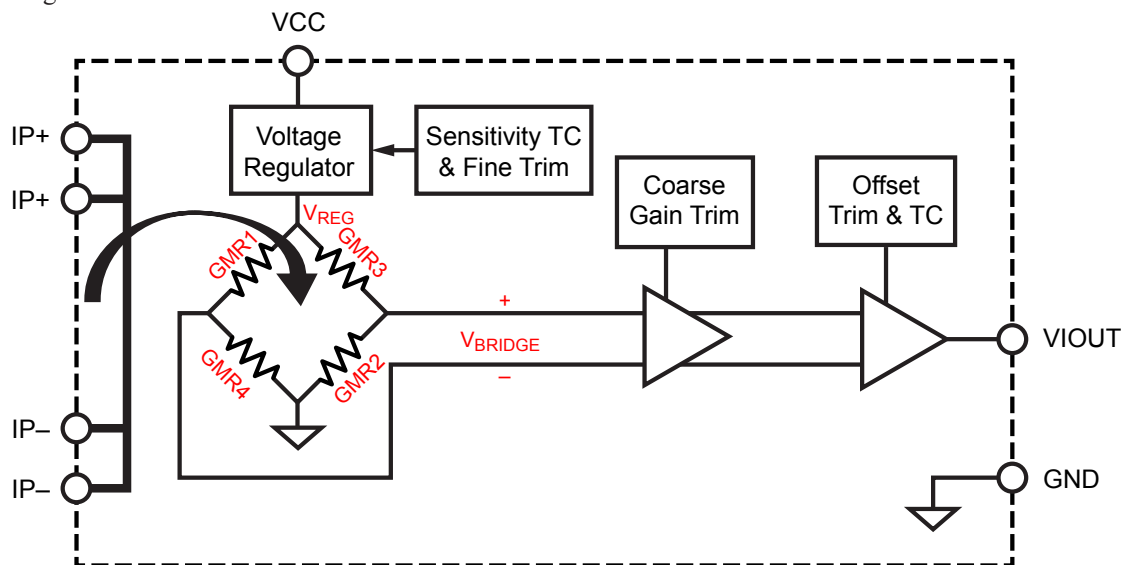 VCC
IP+
IP+
IP–
IP–
Voltage
Regulator
Sensitivity TC
& Fine Trim
Coarse
Gain Trim
Offset
Trim & TC
VREG
GMR1
GMR3
GMR4
GMR2
+
VBRIDGE
–
VIOUT
GND